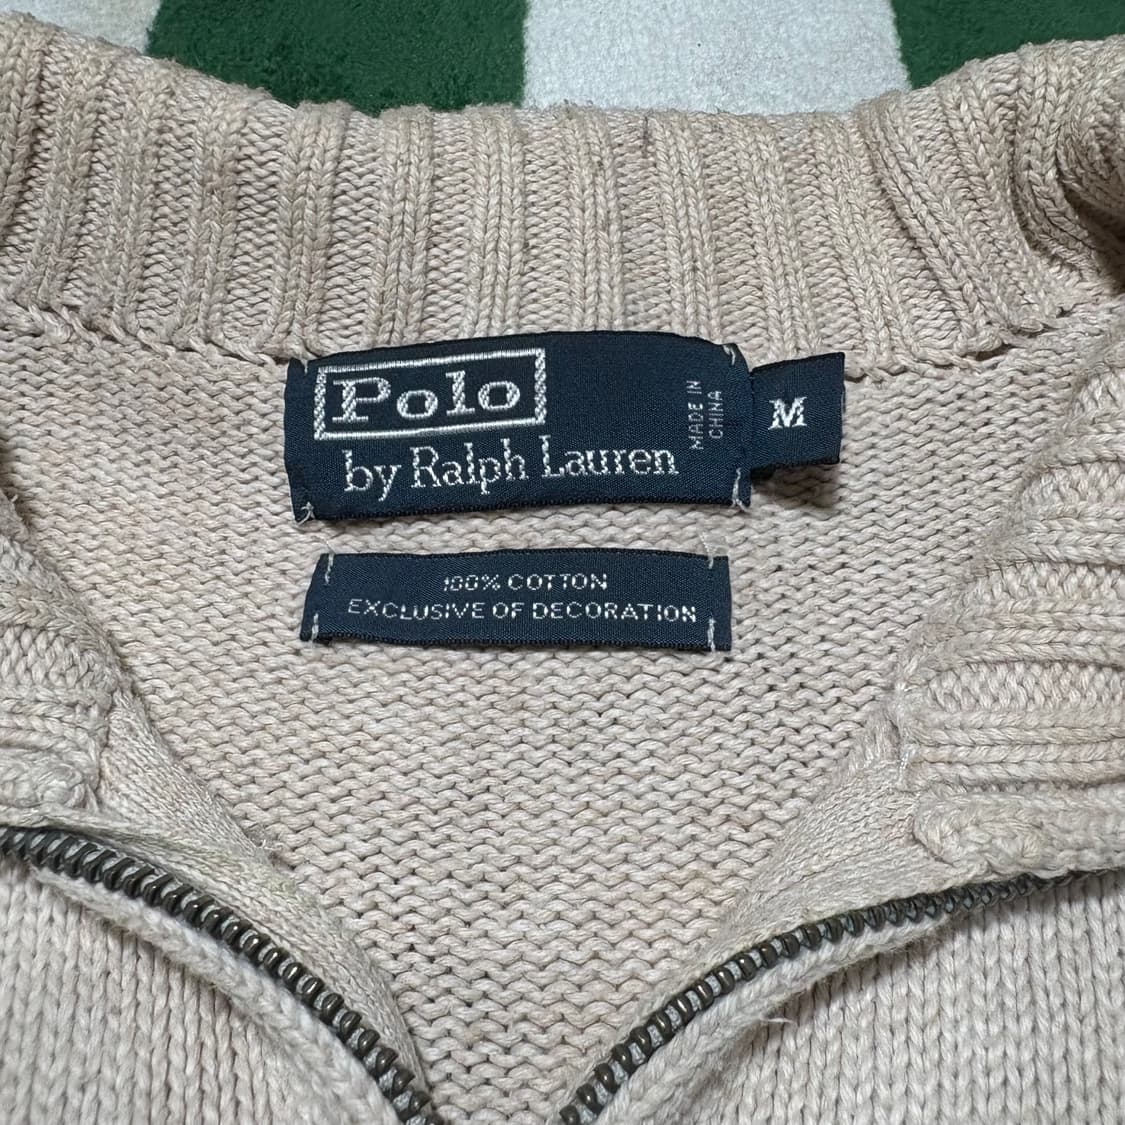 Polo
by Ralph Lauren
MADE IN
CHINA
M
100% COTTON
EXCLUSIVE OF DECORATION